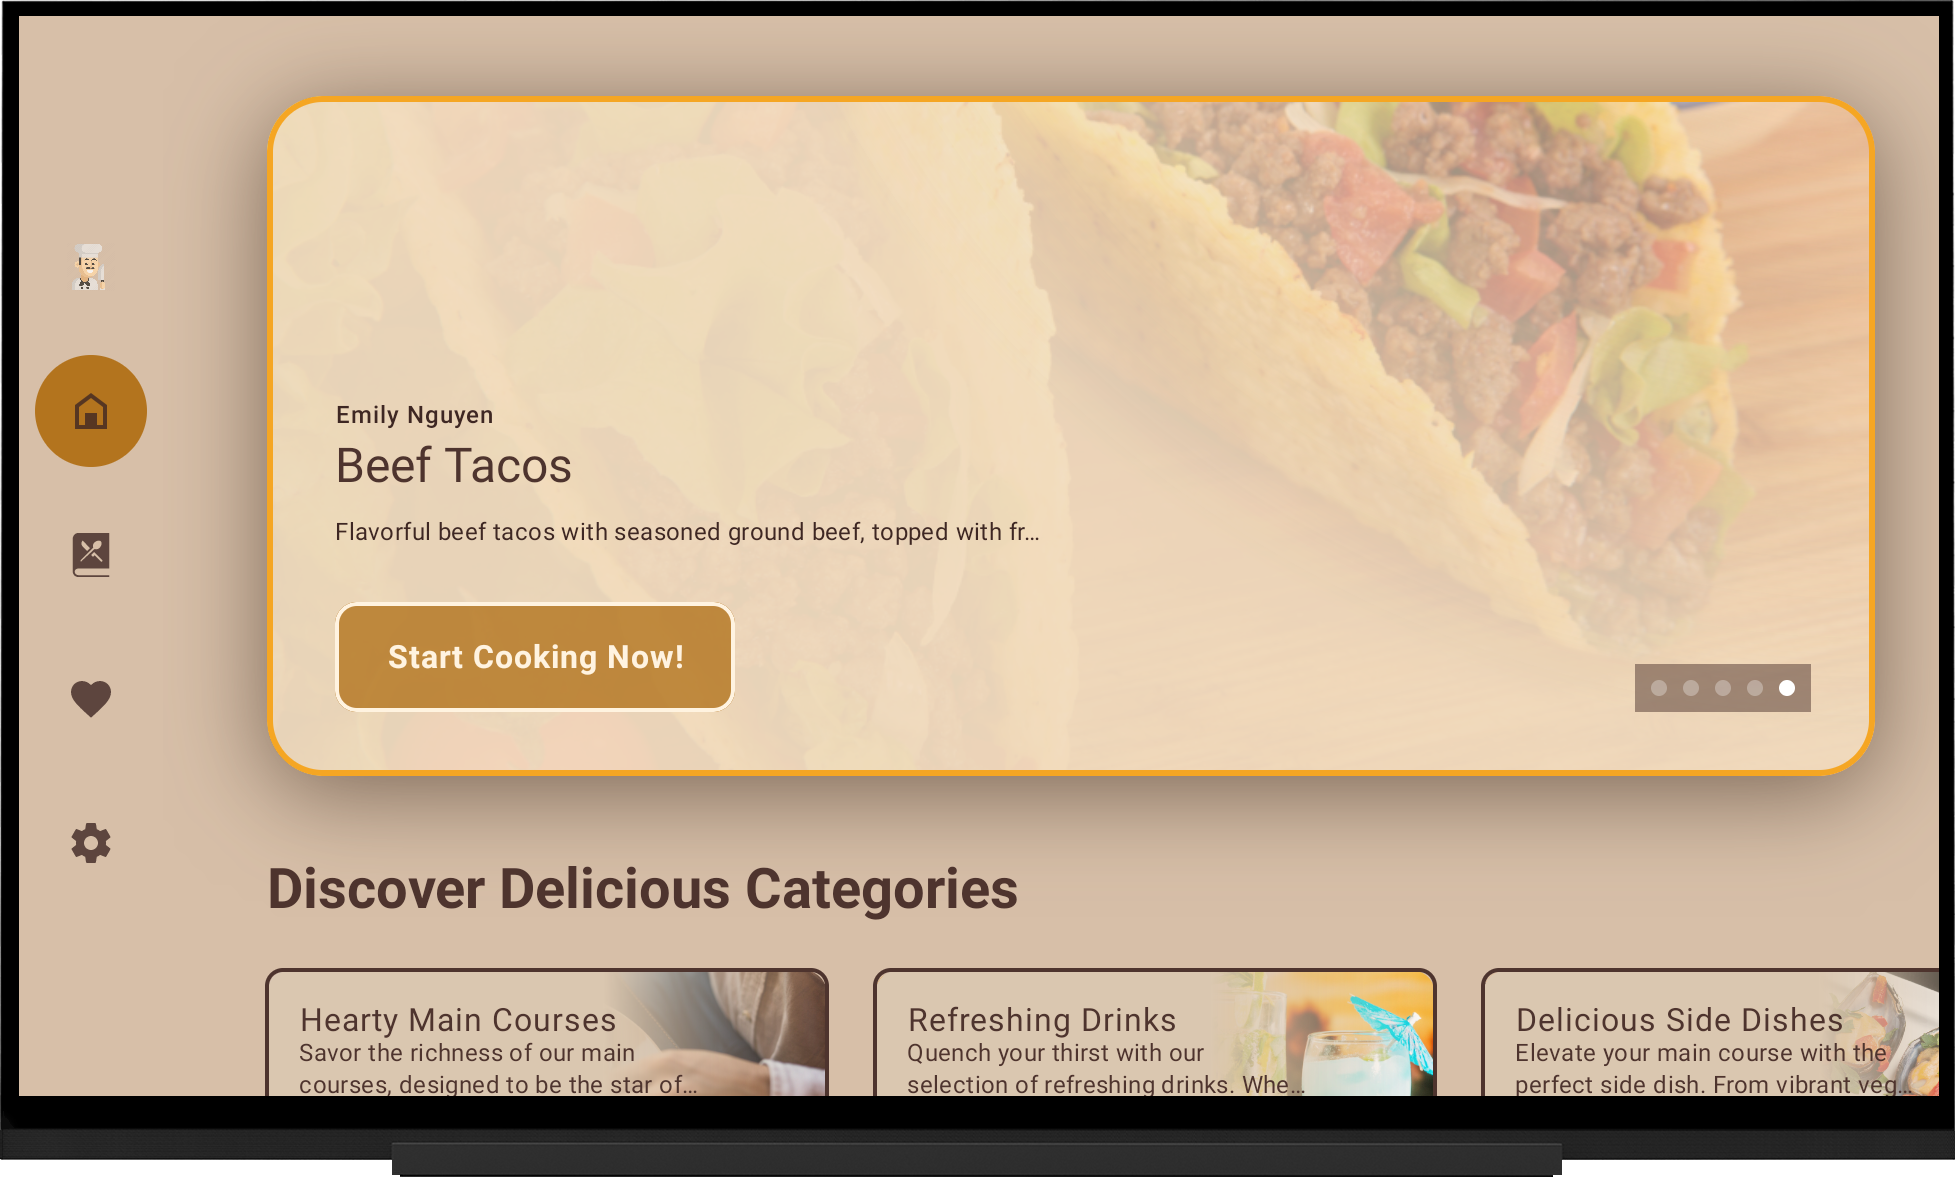 Emily Nguyen
Beef Tacos
Flavorful beef tacos with seasoned ground beef, topped with fr...
Start Cooking Now!
Discover Delicious Categories
Hearty Main Courses
Savor the richness of our main
courses, designed to be the star of...
Refreshing Drinks
Quench your thirst with our
selection of refreshing drinks. Whe...
Delicious Side Dishes
Elevate your main course with the
perfect side dish. From vibrant veg...